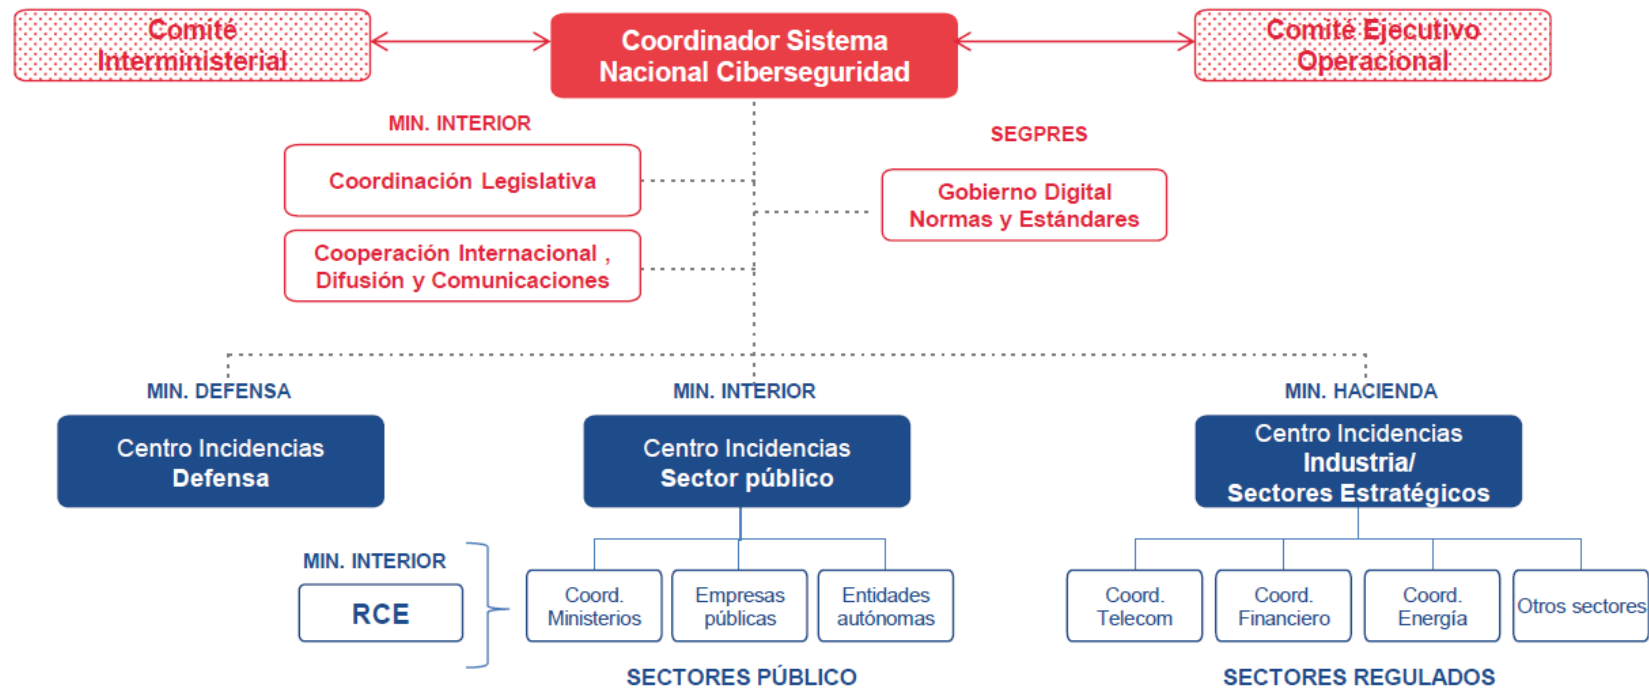 Comité
Interministerial
Coordinador Sistema
Nacional Ciberseguridad
Comité Ejecutivo
Operacional
MIN. INTERIOR
Coordinación Legislativa
Cooperación Internacional ,
Difusión y Comunicaciones
SEGPRES
Gobierno Digital
Normas y Estándares
MIN. DEFENSA
Centro Incidencias
Defensa
MIN. INTERIOR
Centro Incidencias
Sector público
MIN. HACIENDA
Centro Incidencias
Industria/
Sectores Estratégicos
MIN. INTERIOR
RCE
Coord.
Ministerios
Empresas
públicas
Entidades
autónomas
Coord.
Telecom
Coord.
Financiero
Coord.
Energía
Otros sectores
SECTORES PÚBLICO
SECTORES REGULADOS